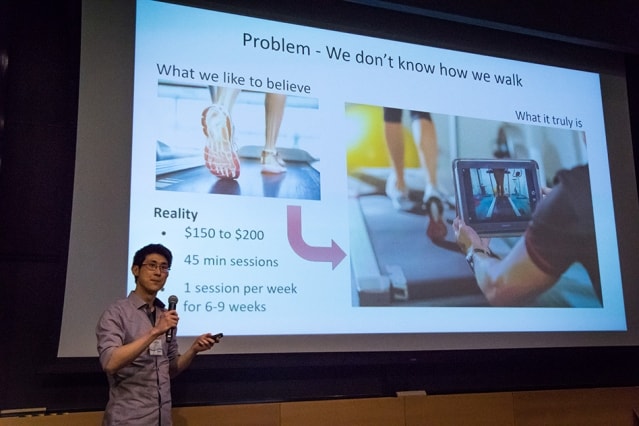 Problem - We don't know how we walk
What we like to believe
What it truly is
Reality
• $150 to $200
45 min sessions
1 session per week
for 6-9 weeks